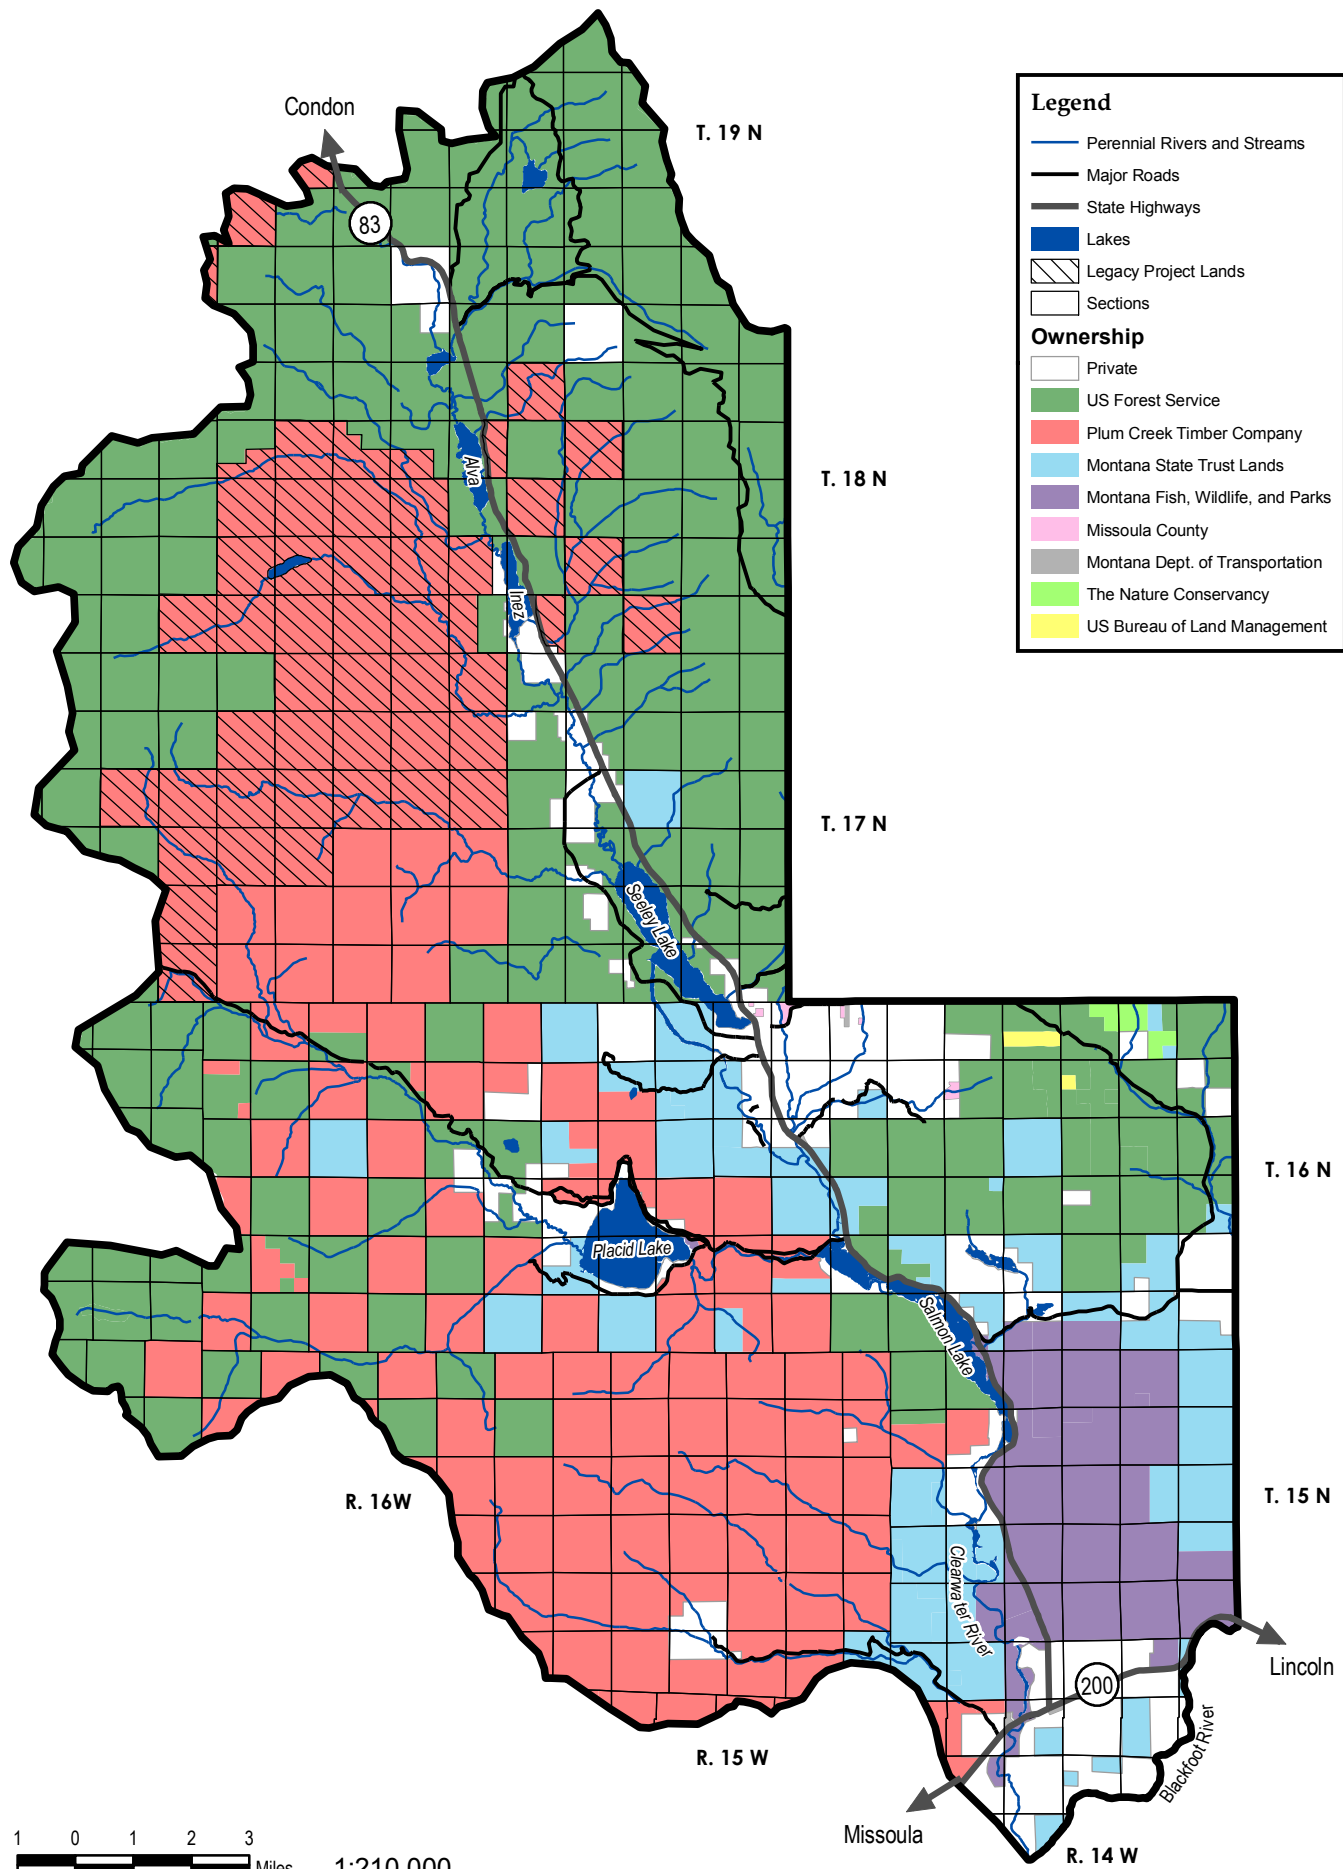 Condon
T. 19 N
83
Legend
Perennial Rivers and Streams
Major Roads
State Highways
Lakes
Legacy Project Lands
Sections
Ownership
Private
US Forest Service
Plum Creek Timber Company
Montana State Trust Lands
Montana Fish, Wildlife, and Parks
Missoula County
Montana Dept. of Transportation
The Nature Conservancy
US Bureau of Land Management
Alva
T. 18 N
Inez
T. 17 N
Seeley Lake
T. 16 N
Placid Lake
Salmon Lake
R. 16W
T. 15 N
Clearwater River
Lincoln
200
R. 15 W
Blackfoot River
Missoula
R. 14 W
1 0 1 2 3
Miles
1:210,000